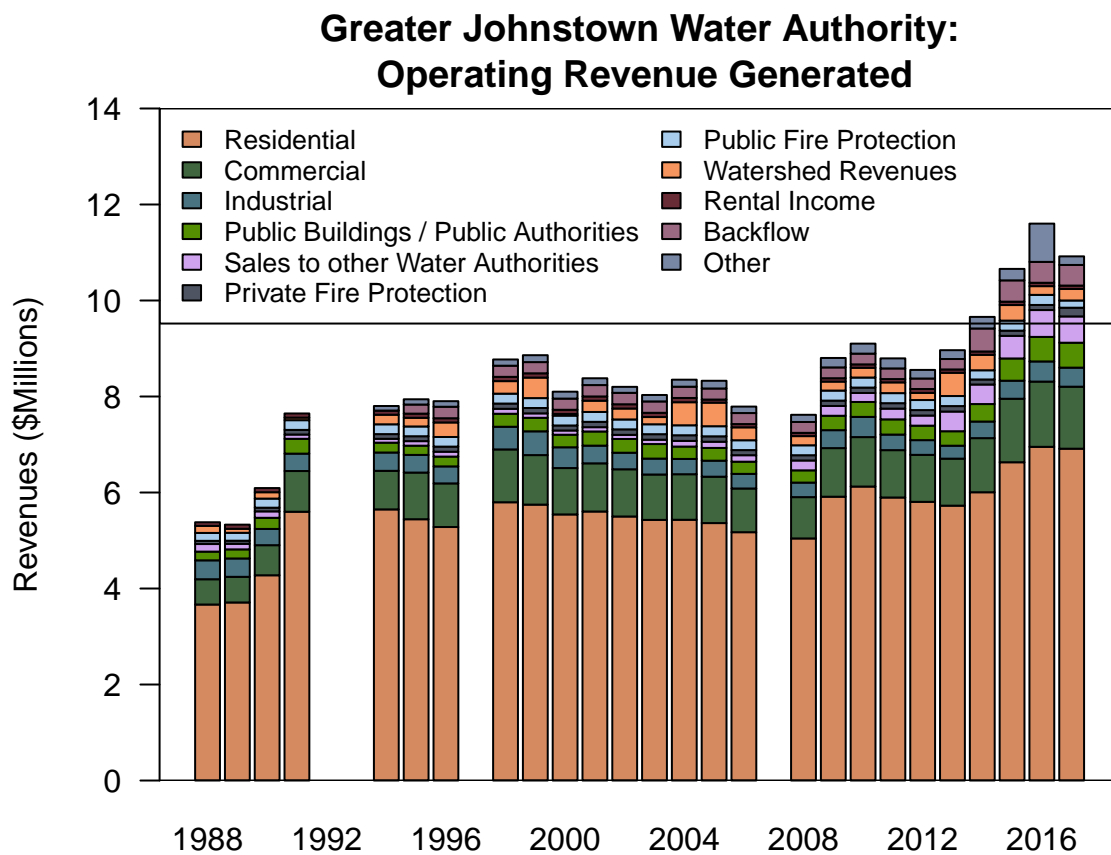 Greater Johnstown Water Authority:
Operating Revenue Generated
Revenues ($Millions)
14
12
10
8
6
4
2
0
Residential
Commercial
Industrial
Public Buildings / Public Authorities
Sales to other Water Authorities
Private Fire Protection
Public Fire Protection
Watershed Revenues
Rental Income
Backflow
Other
1988 1992 1996 2000 2004 2008 2012 2016